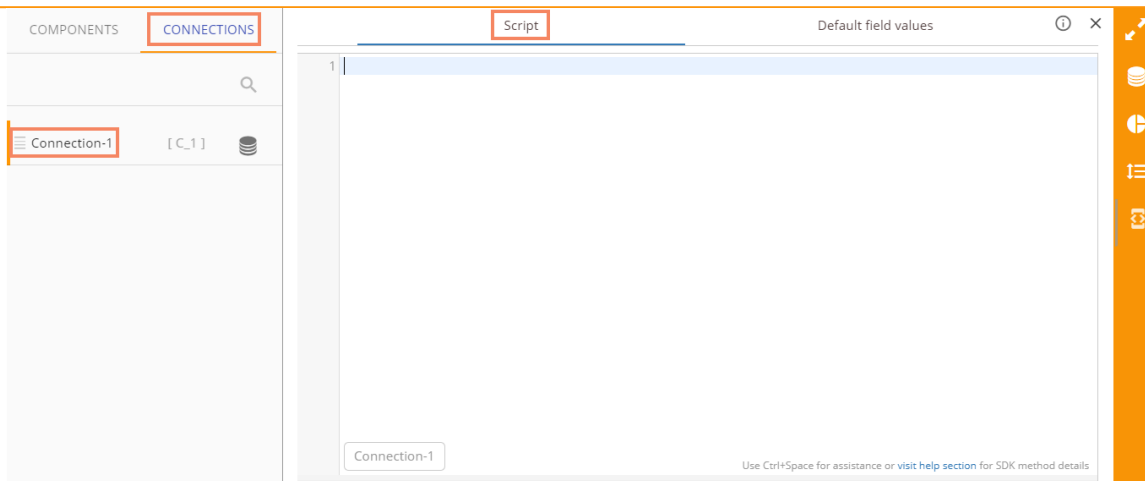 COMPONENTS CONNECTIONS
Script Default field values
1
Connection-1 [ C_1 ]
Connection-1
Use Ctrl+Space for assistance or visit help section for SDK method details